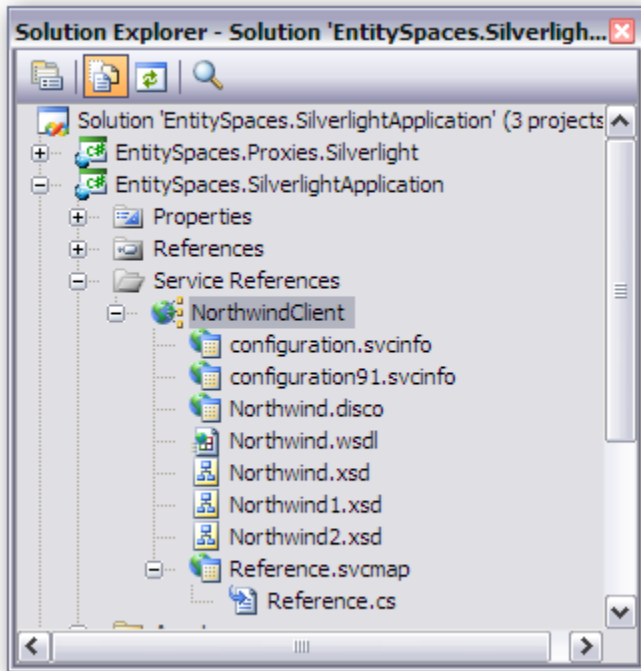 Solution Explorer - Solution 'EntitySpaces.Silverligh...
Solution 'EntitySpaces.SilverlightApplication' (3 projects
EntitySpaces.Proxies.Silverlight
EntitySpaces.SilverlightApplication
Properties
References
Service References
NorthwindClient
configuration.svcinfo
configuration91.svcinfo
Northwind.disco
Northwind.wsdl
Northwind.xsd
Northwind1.xsd
Northwind2.xsd
Reference.svcmap
Reference.cs